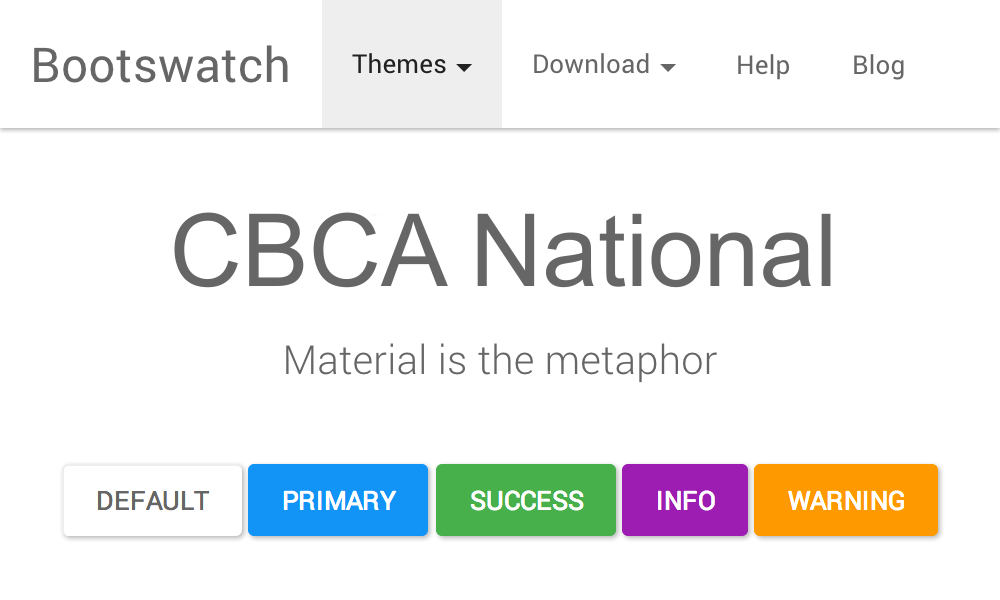 Bootswatch Themes Download Help Blog
CBCA National
Material is the metaphor
DEFAULT PRIMARY SUCCESS INFO WARNING